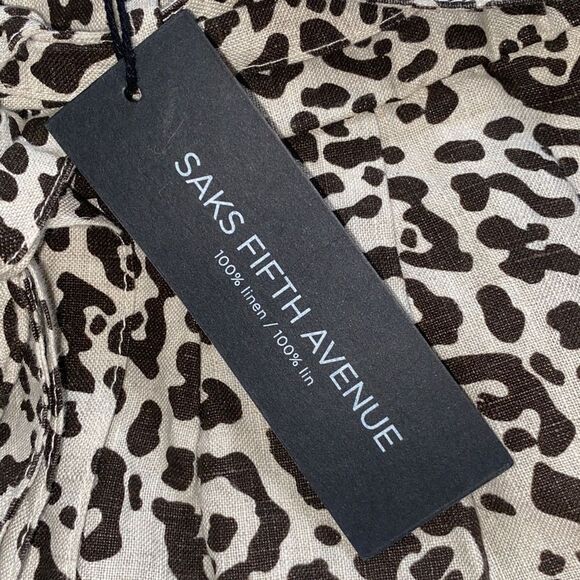 SAKS FIFTH AVENUE
100% linen / 100% lin